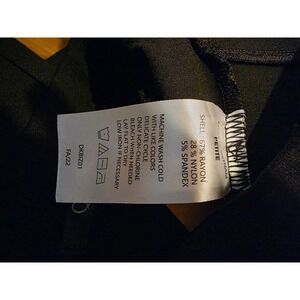 PETITE
SHELL: 67% RAYON
28 % NYLON
5% SPANDEX
MACHINE WASH COLD
WITH LIKE COLORS
DELICATE CYCLE
ONLY NON-CHLORINE
BLEACH WHEN NEEDED
LAY FLAT TO DRY
LOW IRON IF NECESSARY
DKBIZ01
FA/22